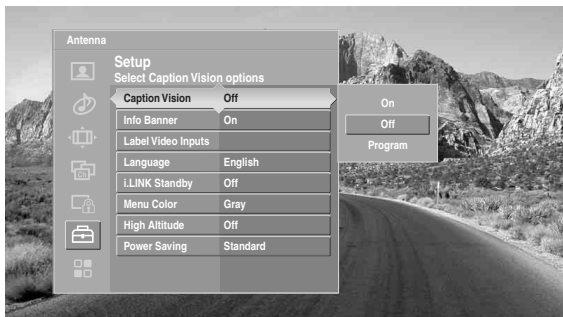 Antenna
Setup
Select Caption Vision options
Caption Vision Off
Info Banner On
Label Video Inputs
Language English
i.LINK Standby Off
Menu Color Gray
High Altitude Off
Power Saving Standard
On
Off
Program
Ch